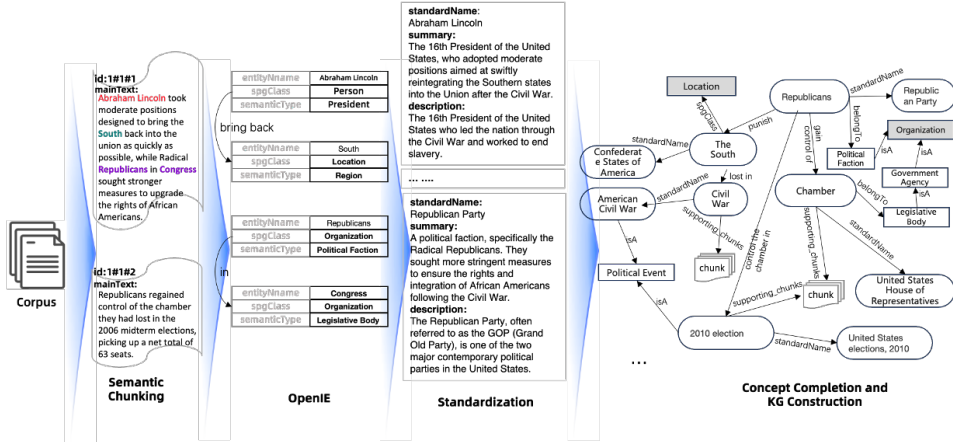 Corpus
id:1#1#1
mainText:
Abraham Lincoln took
moderate positions
designed to bring the
South back into the
union as quickly as
possible, while Radical
Republicans in Congress
sought stronger
measures to upgrade
the rights of African
Americans.
id:1#1#2
mainText:
Republicans regained
control of the chamber
they had lost in the
2006 midterm elections,
picking up a net total of
63 seats.
Semantic
Chunking
entityNname
Abraham Lincoln
spgClass
Person
semanticType
President
bring back
entityNname
South
spgClass
Location
semanticType
Region
entityNname
Republicans
spgClass
Organization
semanticType
Political Faction
in
entityNname
Congress
spgClass
Organization
semanticType
Legislative Body
OpenIE
standardName:
Abraham Lincoln
summary:
The 16th President of the United
States, who adopted moderate
positions aimed at swiftly
reintegrating the Southern states
into the Union after the Civil War.
description:
The 16th President of the United
States who led the nation through
the Civil War and worked to end
slavery.
... ....
standardName:
Republican Party
summary:
A political faction, specifically the
Radical Republicans. They
sought more stringent measures
to ensure the rights and
integration of African Americans
following the Civil War.
description:
The Republican Party, often
referred to as the GOP (Grand
Old Party), is one of the two
major contemporary political
parties in the United States.
Standardization
Location
Republicans
standardName
Republic
an Party
spgClass
punish
gain
control of
belongTo
Organization
The
South
standardName
Confederat
e States of
America
Political
Faction
isA
isA
Government
Agency
lost in
Chamber
belongTo
isA
Legislative
Body
American
Civil War
standardName
Civil
War
supporting_chunks
control the
chamber in
supporting_chunks
standardName
isA
chunk
Political Event
United States
House of
Representatives
supporting_chunks
chunk
isA
2010 election
standardName
United States
elections, 2010
...
Concept Completion and
KG Construction